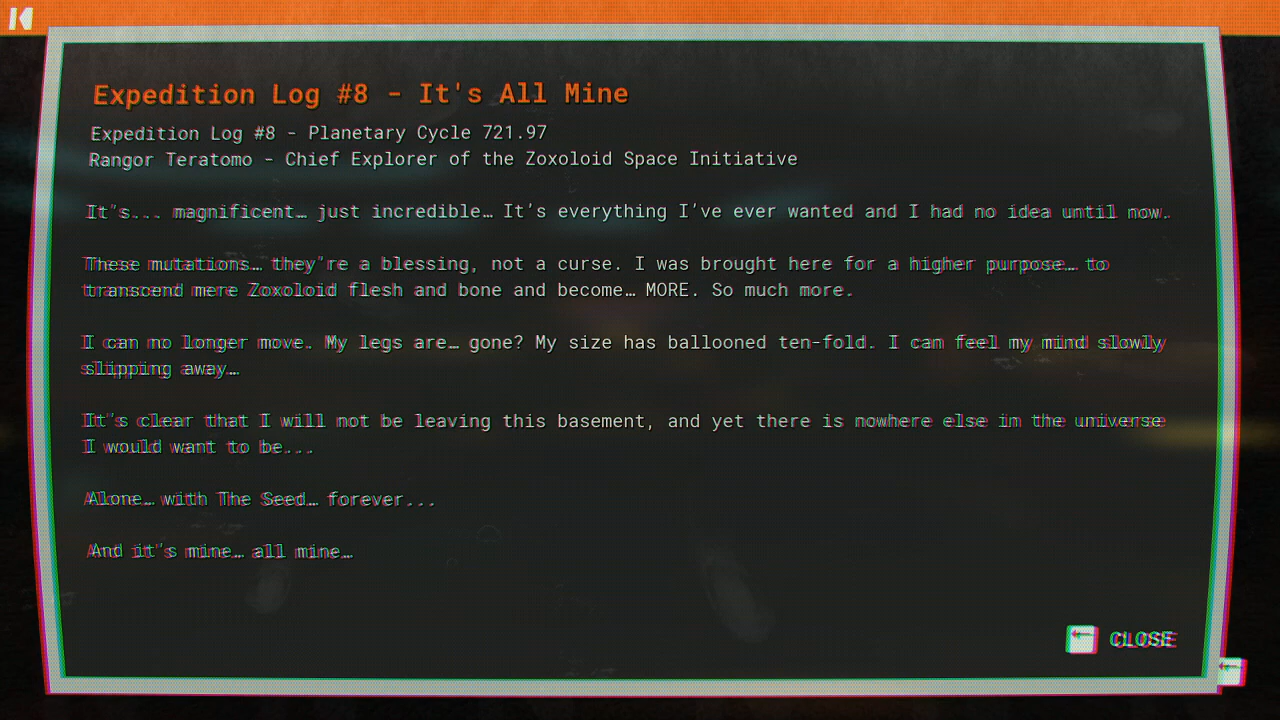 Expedition Log #8 - It's All Mine
Expedition Log #8 - Planetary Cycle 721.97
Rangor Teratomo - Chief Explorer of the Zoxoloid Space Initiative
It's... magnificent… just incredible… It's everything I've ever wanted and I had no idea until now.
These mutations… they're a blessing, not a curse. I was brought here for a higher purpose… to
transcend mere Zoxoloid flesh and bone and become… MORE. So much more.
I can no longer move. My legs are… gone? My size has ballooned ten-fold. I can feel my mind slowly
slipping away…
It's clear that I will not be leaving this basement, and yet there is nowhere else in the universe
I would want to be...
Alone… with The Seed… forever...
And it's mine… all mine…
CLOSE